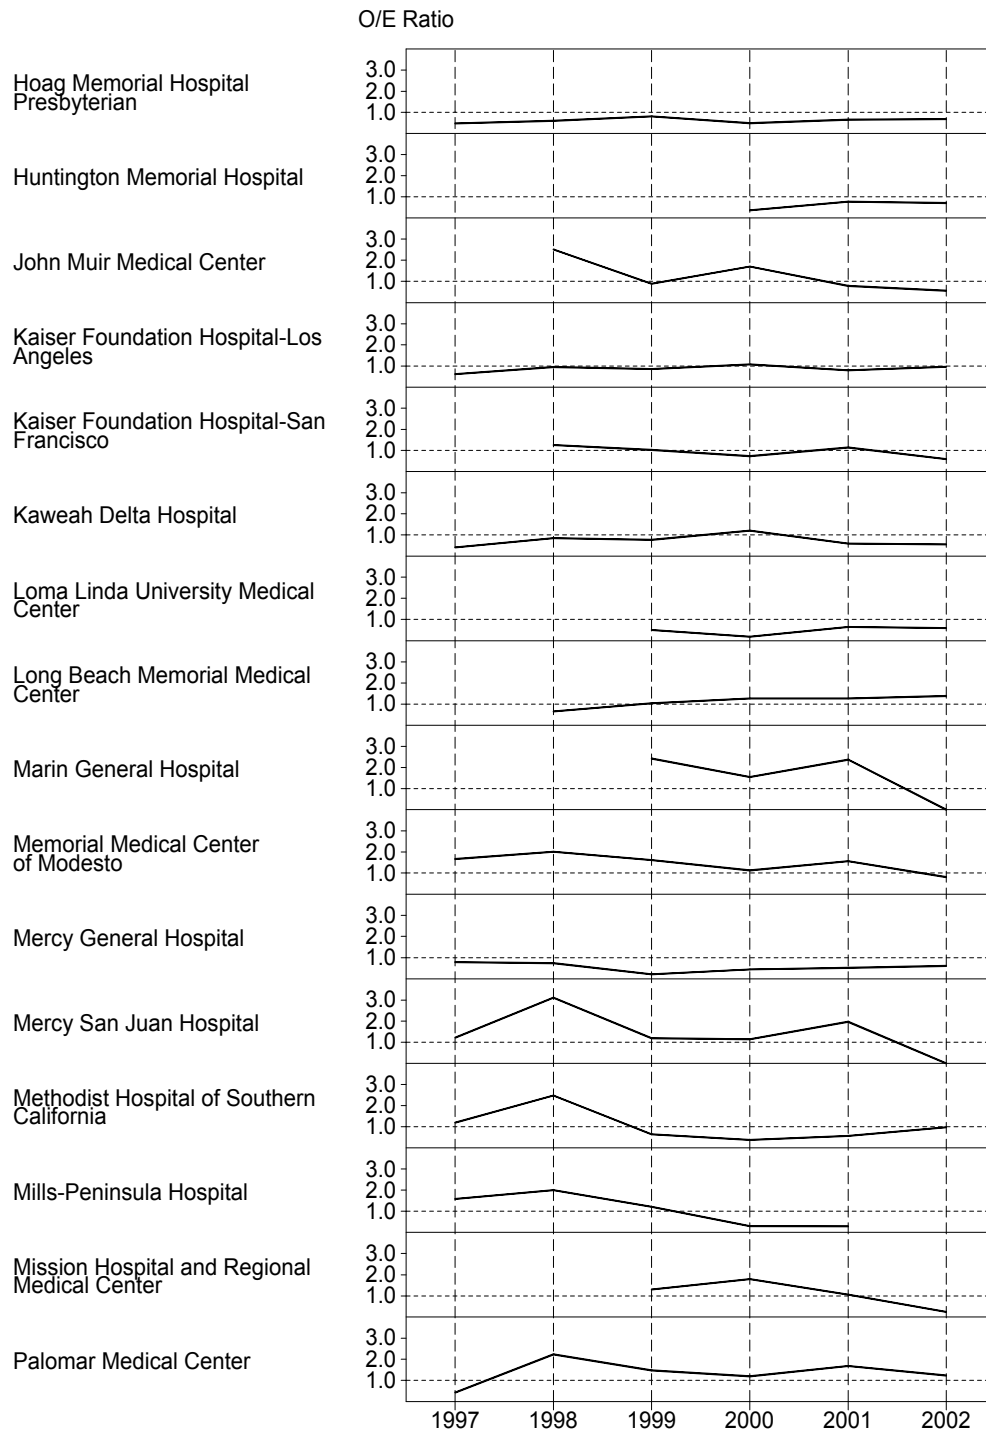 O/E Ratio
Hoag Memorial Hospital
Presbyterian
3.0
2.0
1.0
Huntington Memorial Hospital
3.0
2.0
1.0
John Muir Medical Center
3.0
2.0
1.0
Kaiser Foundation Hospital-Los
Angeles
3.0
2.0
1.0
Kaiser Foundation Hospital-San
Francisco
3.0
2.0
1.0
Kaweah Delta Hospital
3.0
2.0
1.0
Loma Linda University Medical
Center
3.0
2.0
1.0
Long Beach Memorial Medical
Center
3.0
2.0
1.0
Marin General Hospital
3.0
2.0
1.0
Memorial Medical Center
of Modesto
3.0
2.0
1.0
Mercy General Hospital
3.0
2.0
1.0
Mercy San Juan Hospital
3.0
2.0
1.0
Methodist Hospital of Southern
California
3.0
2.0
1.0
Mills-Peninsula Hospital
3.0
2.0
1.0
Mission Hospital and Regional
Medical Center
3.0
2.0
1.0
Palomar Medical Center
3.0
2.0
1.0
1997 1998 1999 2000 2001 2002